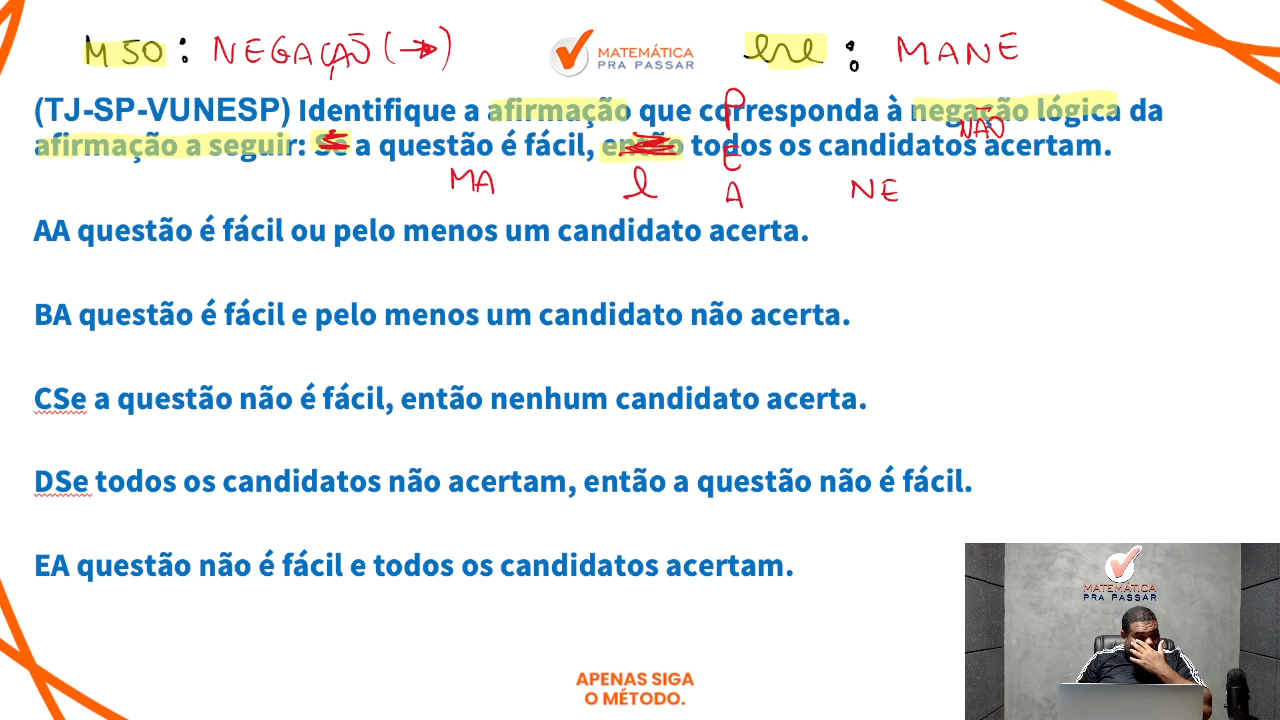 M50: NEGAÇÃO (→)
MATEMÁTICA
PRA PASSAR
: MANÉ
(TJ-SP-VUNESP) Identifique a afirmação que corresponda à negação lógica da
afirmação a seguir: se a questão é fácil, então todos os candidatos acertam.
NÃO
P
E
A
MA
NE
AA questão é fácil ou pelo menos um candidato acerta.
BA questão é fácil e pelo menos um candidato não acerta.
CSe a questão não é fácil, então nenhum candidato acerta.
DSe todos os candidatos não acertam, então a questão não é fácil.
EA questão não é fácil e todos os candidatos acertam.
MATEMÁTICA
PRA PASSAR
APENAS SIGA
O MÉTODO.